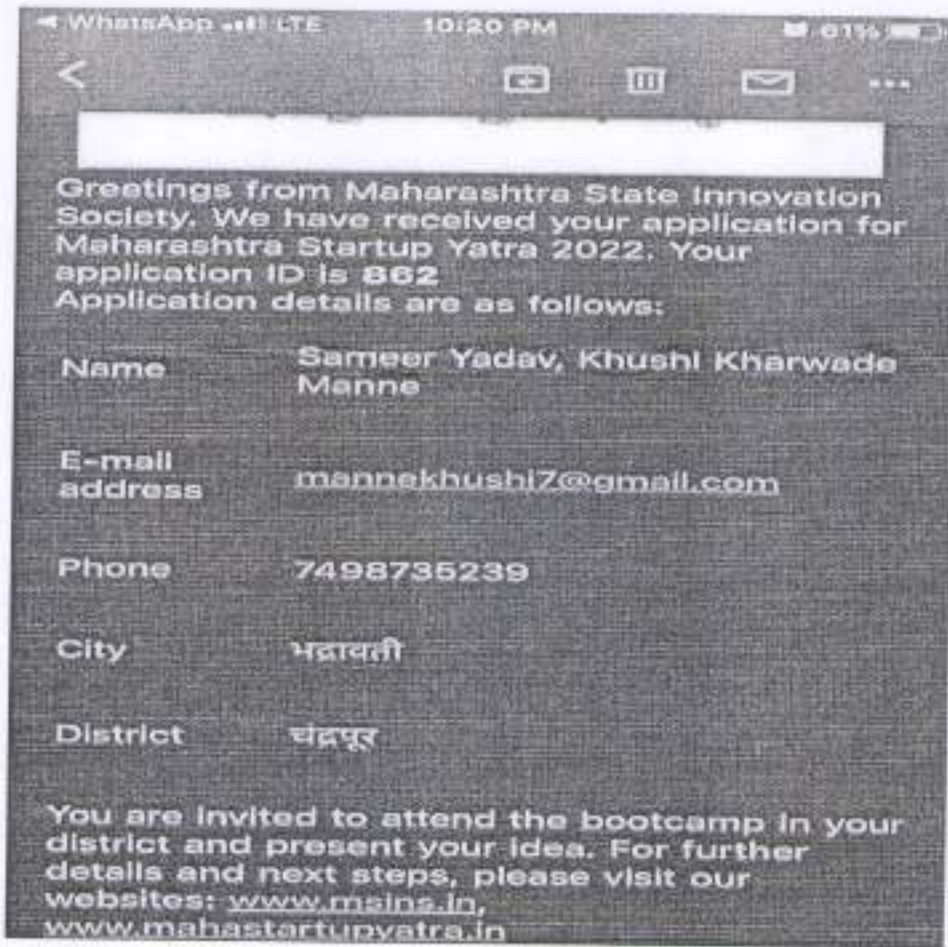 WhatsApp LTE 10:20 PM 61%
Greetings from Maharashtra State Innovation
Society. We have received your application for
Maharashtra Startup Yatra 2022. Your
application ID is 862
Application details are as follows:
Name Sameer Yadav, Khushi Kharwade
Manne
E-mail
address mannekhushi7@gmail.com
Phone 7498735239
City भद्रावती
District चंद्रपूर
You are invited to attend the bootcamp in your
district and present your idea. For further
details and next steps, please visit our
websites: www.msins.in,
www.mahastartupyatra.in